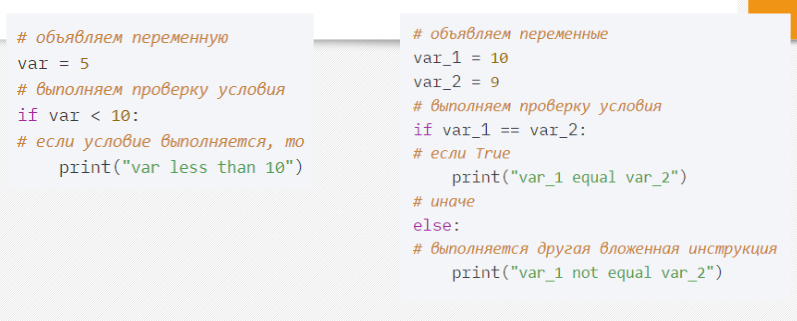 # объявляем переменную
var = 5
# выполняем проверку условия
if var < 10:
# если условие выполняется, то
    print("var less than 10")
# объявляем переменные
var_1 = 10
var_2 = 9
# выполняем проверку условия
if var_1 == var_2:
# если True
    print("var_1 equal var_2")
# иначе
else:
# выполняется другая вложенная инструкция
    print("var_1 not equal var_2")